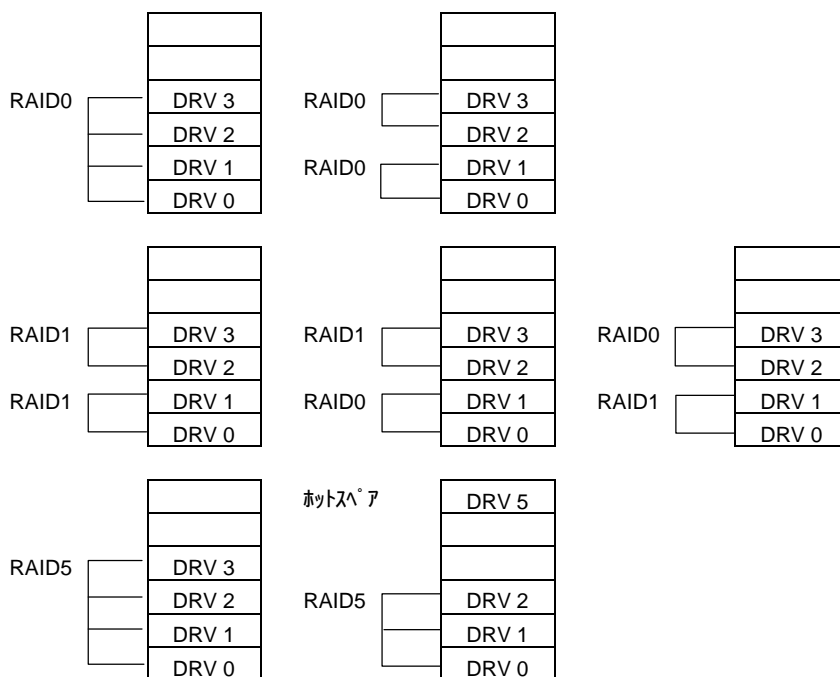 RAID0 DRV 3 RAID0 DRV 3
DRV 2 DRV 2
DRV 1 RAID0 DRV 1
DRV 0 DRV 0
RAID1 DRV 3 RAID1 DRV 3 RAID0 DRV 3
DRV 2 DRV 2 DRV 2
RAID1 DRV 1 RAID0 DRV 1 RAID1 DRV 1
DRV 0 DRV 0 DRV 0
ﾎｯﾄｽﾍﾟｱ DRV 5
RAID5 DRV 3
DRV 2 RAID5 DRV 2
DRV 1 DRV 1
DRV 0 DRV 0